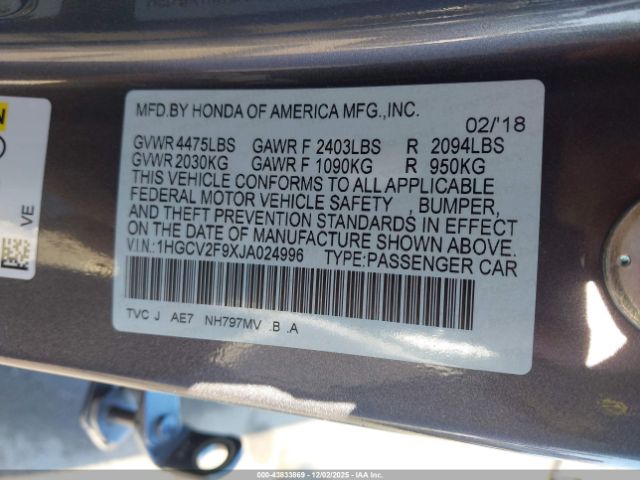 MFD.BY HONDA OF AMERICA MFG.,INC.
02/'18
GVWR 4475LBS GAWR F 2403LBS R 2094LBS
GVWR 2030KG GAWR F 1090KG R 950KG
THIS VEHICLE CONFORMS TO ALL APPLICABLE
FEDERAL MOTOR VEHICLE SAFETY , BUMPER,
AND THEFT PREVENTION STANDARDS IN EFFECT
ON THE DATE OF MANUFACTURE SHOWN ABOVE.
V.I.N.: 1HGCV2F9XJA024996 TYPE:PASSENGER CAR
TVC J AE7 NH797MV .B .A
VE
00-43833869 · 12/02/2025 · IAA.